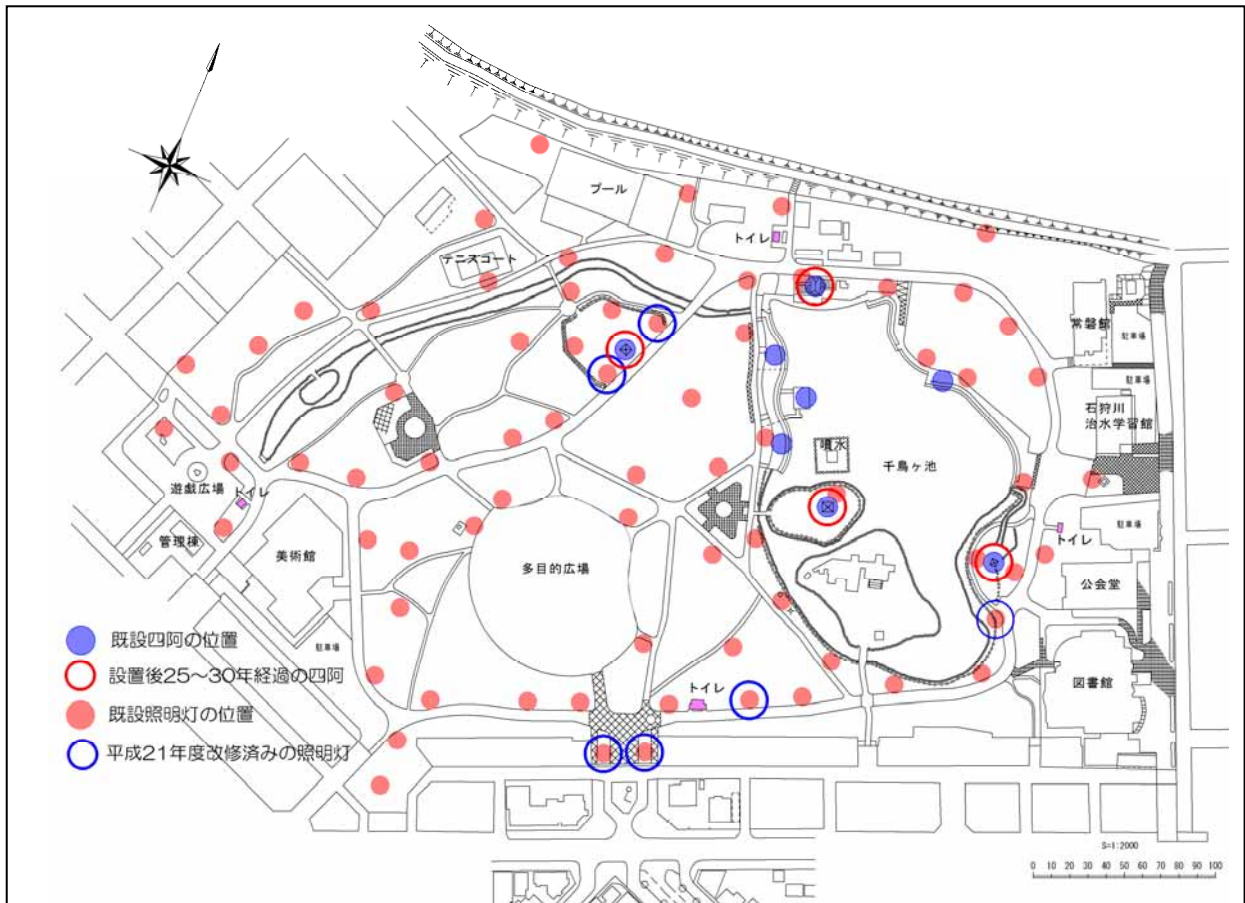 プール
トイレ
テニスコート
常磐館
駐車場
駐車場
石狩川
治水学習館
噴水
千鳥ヶ池
遊戯広場
トイレ
管理棟
美術館
駐車場
トイレ
多目的広場
公会堂
駐車場
図書館
トイレ
既設四阿の位置
設置後25～30年経過の四阿
既設照明灯の位置
平成21年度改修済みの照明灯
S=1:2000
0 10 20 30 40 50 60 70 80 90 100